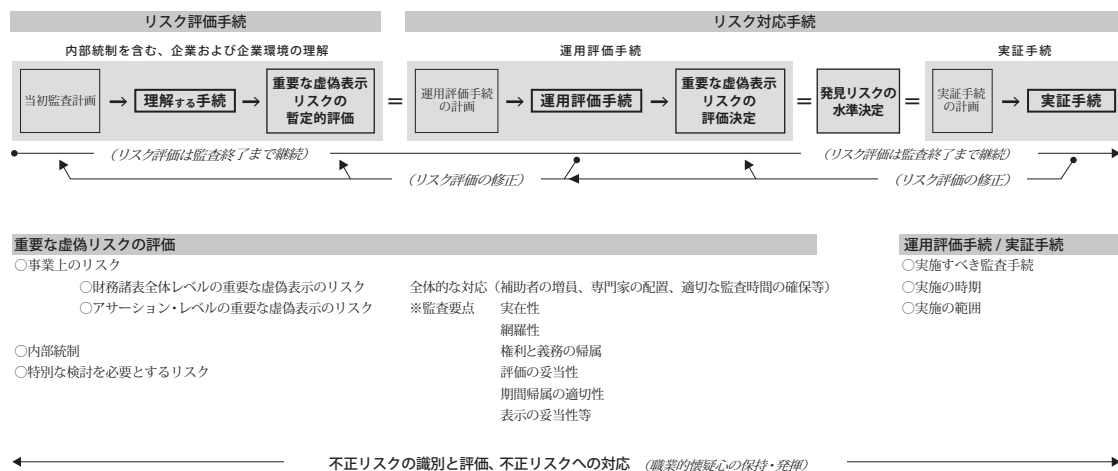 リスク評価手続
リスク対応手続
内部統制を含む、企業および企業環境の理解
運用評価手続
実証手続
当初監査計画
→
理解する手続
→
重要な虚偽表示
リスクの
暫定的評価
=
運用評価手続
の計画
→
運用評価手続
→
重要な虚偽表示
リスクの
評価決定
=
発見リスクの
水準決定
=
実証手続
の計画
→
実証手続
(リスク評価は監査終了まで継続)
(リスク評価は監査終了まで継続)
(リスク評価の修正)
(リスク評価の修正)
重要な虚偽リスクの評価
○事業上のリスク
○財務諸表全体レベルの重要な虚偽表示のリスク 全体的な対応(補助者の増員、専門家の配置、適切な監査時間の確保等)
○アサーション・レベルの重要な虚偽表示のリスク ※監査要点 実在性
網羅性
○内部統制 権利と義務の帰属
○特別な検討を必要とするリスク 評価の妥当性
期間帰属の適切性
表示の妥当性等
運用評価手続 / 実証手続
○実施すべき監査手続
○実施の時期
○実施の範囲
不正リスクの識別と評価、不正リスクへの対応 (職業的懐疑心の保持・発揮)